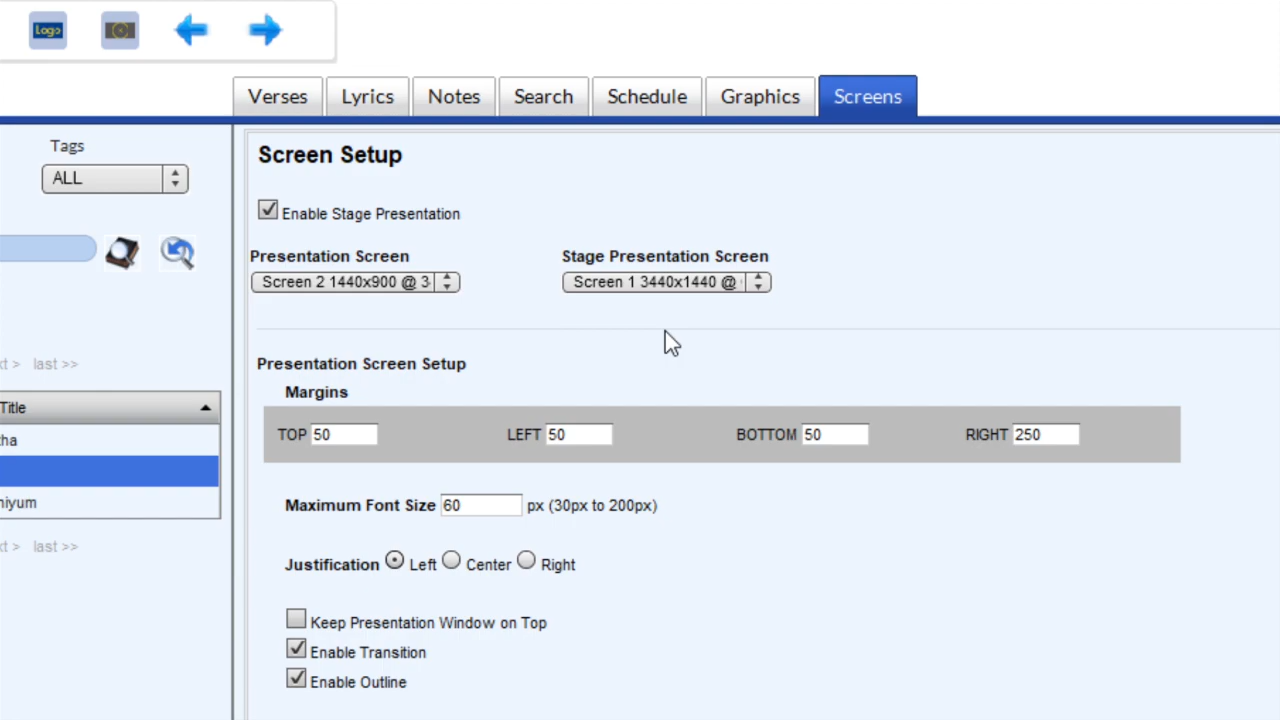 Logo
Verses Lyrics Notes Search Schedule Graphics Screens
Tags
ALL
Screen Setup
Enable Stage Presentation
Presentation Screen Stage Presentation Screen
Screen 2 1440x900 @ 3 Screen 1 3440x1440 @
last >> Presentation Screen Setup
Margins
Title
TOP 50 LEFT 50 BOTTOM 50 RIGHT 250
Maximum Font Size 60 px (30px to 200px)
last >>
Justification Left Center Right
Keep Presentation Window on Top
Enable Transition
Enable Outline